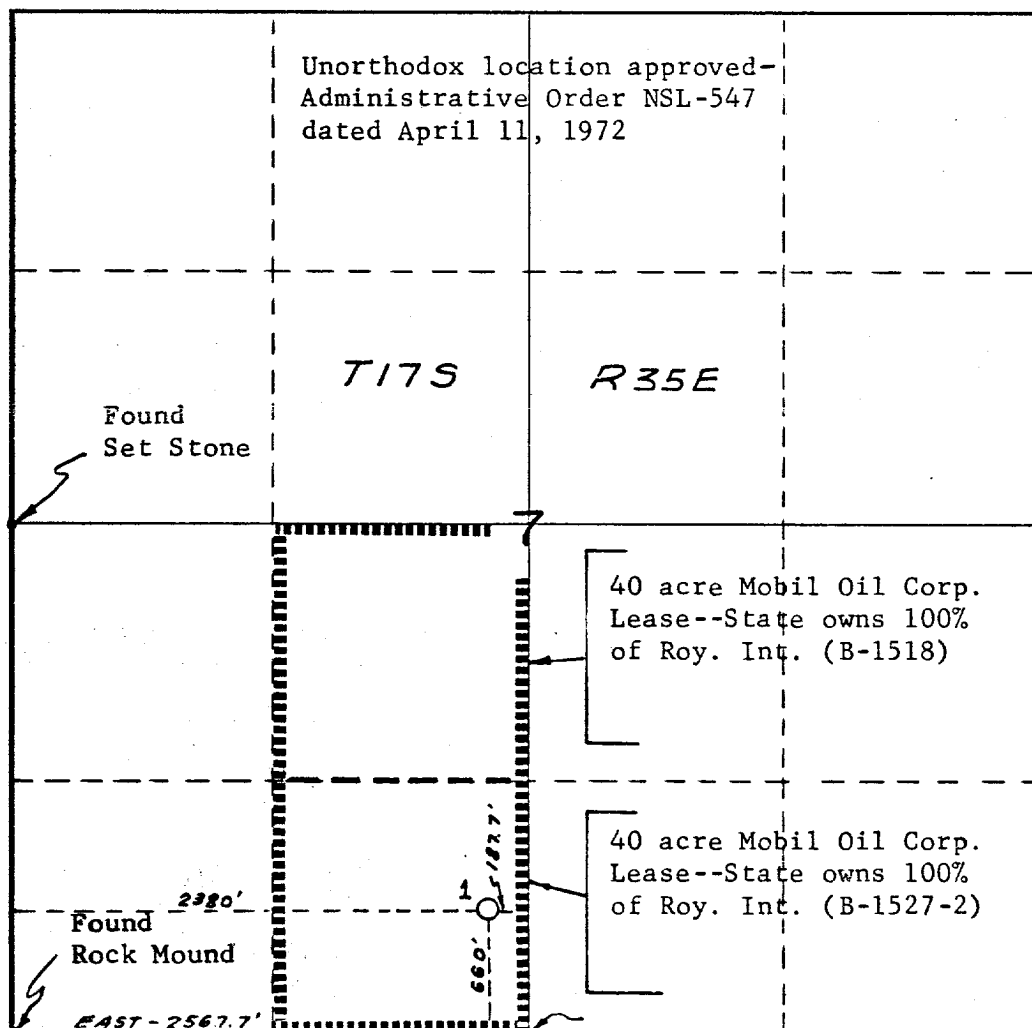 Unorthodox location approved-
Administrative Order NSL-547
dated April 11, 1972
T17S R35E
Found
Set Stone
7
40 acre Mobil Oil Corp.
Lease--State owns 100%
of Roy. Int. (B-1518)
40 acre Mobil Oil Corp.
Lease--State owns 100%
of Roy. Int. (B-1527-2)
187.7'
2380'
1
Found
Rock Mound
660'
EAST - 2567.7'